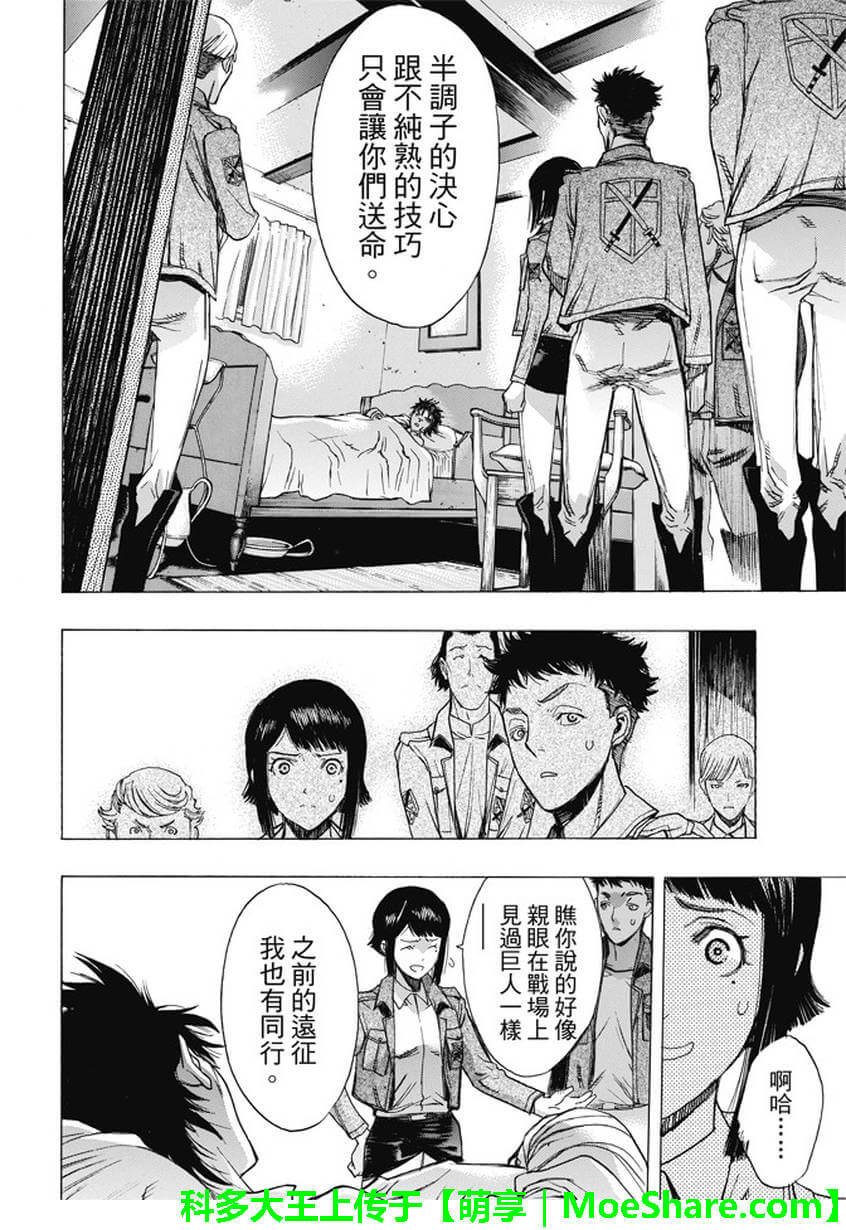 半調子的決心
跟不純熟的技巧
只會讓你們送命。
啊哈……
瞧你說的好像
親眼在戰場上
見過巨人一樣
——
之前的遠征
我也有同行。
科多大王上传于【萌享｜MoeShare.com】